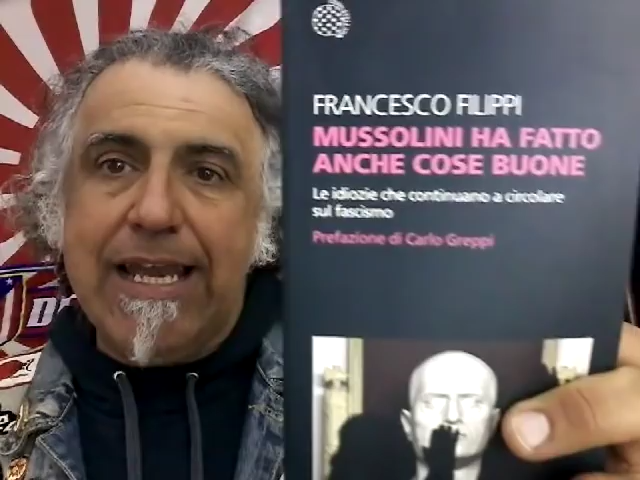 FRANCESCO FILIPPI
MUSSOLINI HA FATTO
ANCHE COSE BUONE
Le idiozie che continuano a circolare
sul fascismo
Prefazione di Carlo Greppi